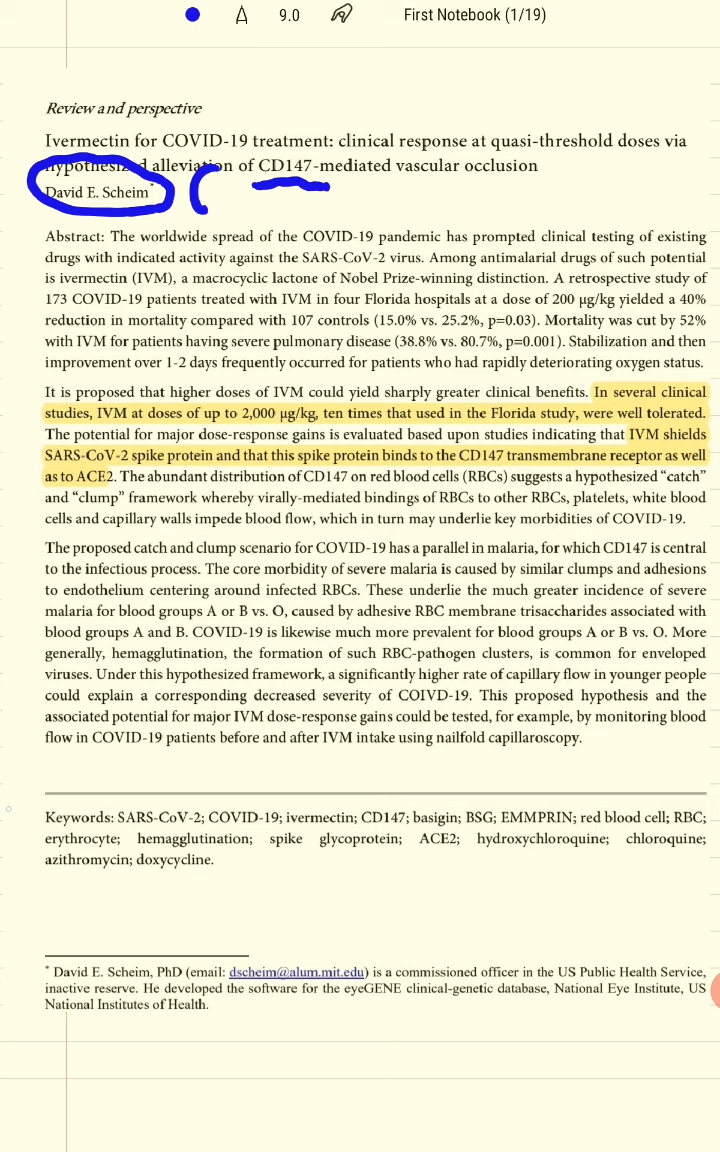 9.0 First Notebook (1/19)
Review and perspective
Ivermectin for COVID-19 treatment: clinical response at quasi-threshold doses via
hypothesized alleviation of CD147-mediated vascular occlusion
David E. Scheim*
Abstract: The worldwide spread of the COVID-19 pandemic has prompted clinical testing of existing
drugs with indicated activity against the SARS-CoV-2 virus. Among antimalarial drugs of such potential
is ivermectin (IVM), a macrocyclic lactone of Nobel Prize-winning distinction. A retrospective study of
173 COVID-19 patients treated with IVM in four Florida hospitals at a dose of 200 µg/kg yielded a 40%
reduction in mortality compared with 107 controls (15.0% vs. 25.2%, p=0.03). Mortality was cut by 52%
with IVM for patients having severe pulmonary disease (38.8% vs. 80.7%, p=0.001). Stabilization and then
improvement over 1-2 days frequently occurred for patients who had rapidly deteriorating oxygen status.
It is proposed that higher doses of IVM could yield sharply greater clinical benefits. In several clinical
studies, IVM at doses of up to 2,000 µg/kg, ten times that used in the Florida study, were well tolerated.
The potential for major dose-response gains is evaluated based upon studies indicating that IVM shields
SARS-CoV-2 spike protein and that this spike protein binds to the CD147 transmembrane receptor as well
as to ACE2. The abundant distribution of CD147 on red blood cells (RBCs) suggests a hypothesized “catch”
and “clump” framework whereby virally-mediated bindings of RBCs to other RBCs, platelets, white blood
cells and capillary walls impede blood flow, which in turn may underlie key morbidities of COVID-19.
The proposed catch and clump scenario for COVID-19 has a parallel in malaria, for which CD147 is central
to the infectious process. The core morbidity of severe malaria is caused by similar clumps and adhesions
to endothelium centering around infected RBCs. These underlie the much greater incidence of severe
malaria for blood groups A or B vs. O, caused by adhesive RBC membrane trisaccharides associated with
blood groups A and B. COVID-19 is likewise much more prevalent for blood groups A or B vs. O. More
generally, hemagglutination, the formation of such RBC-pathogen clusters, is common for enveloped
viruses. Under this hypothesized framework, a significantly higher rate of capillary flow in younger people
could explain a corresponding decreased severity of COIVD-19. This proposed hypothesis and the
associated potential for major IVM dose-response gains could be tested, for example, by monitoring blood
flow in COVID-19 patients before and after IVM intake using nailfold capillaroscopy.
Keywords: SARS-CoV-2; COVID-19; ivermectin; CD147; basigin; BSG; EMMPRIN; red blood cell; RBC;
erythrocyte; hemagglutination; spike glycoprotein; ACE2; hydroxychloroquine; chloroquine;
azithromycin; doxycycline.
* David E. Scheim, PhD (email: dscheim@alum.mit.edu) is a commissioned officer in the US Public Health Service,
inactive reserve. He developed the software for the eyeGENE clinical-genetic database, National Eye Institute, US
National Institutes of Health.